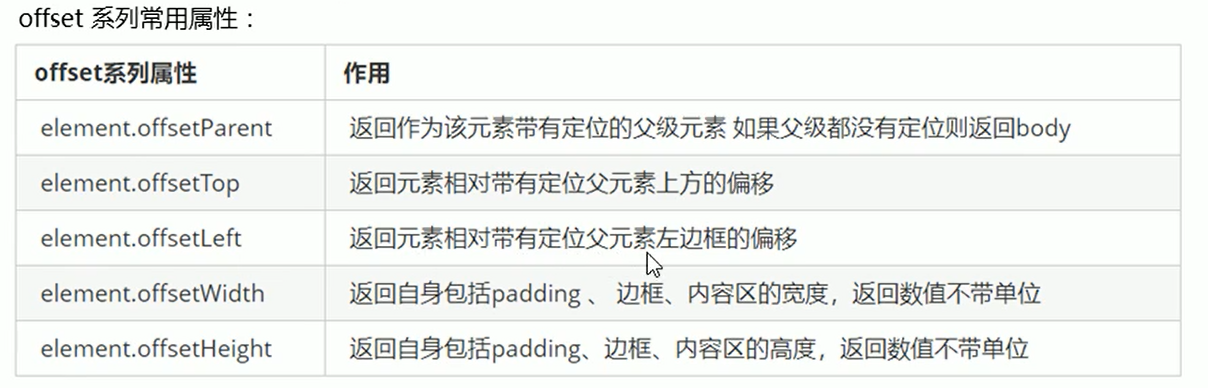 offset 系列常用属性：
offset系列属性 作用
element.offsetParent 返回作为该元素带有定位的父级元素 如果父级都没有定位则返回body
element.offsetTop 返回元素相对带有定位父元素上方的偏移
element.offsetLeft 返回元素相对带有定位父元素左边框的偏移
element.offsetWidth 返回自身包括padding 、 边框、内容区的宽度，返回数值不带单位
element.offsetHeight 返回自身包括padding、边框、内容区的高度，返回数值不带单位